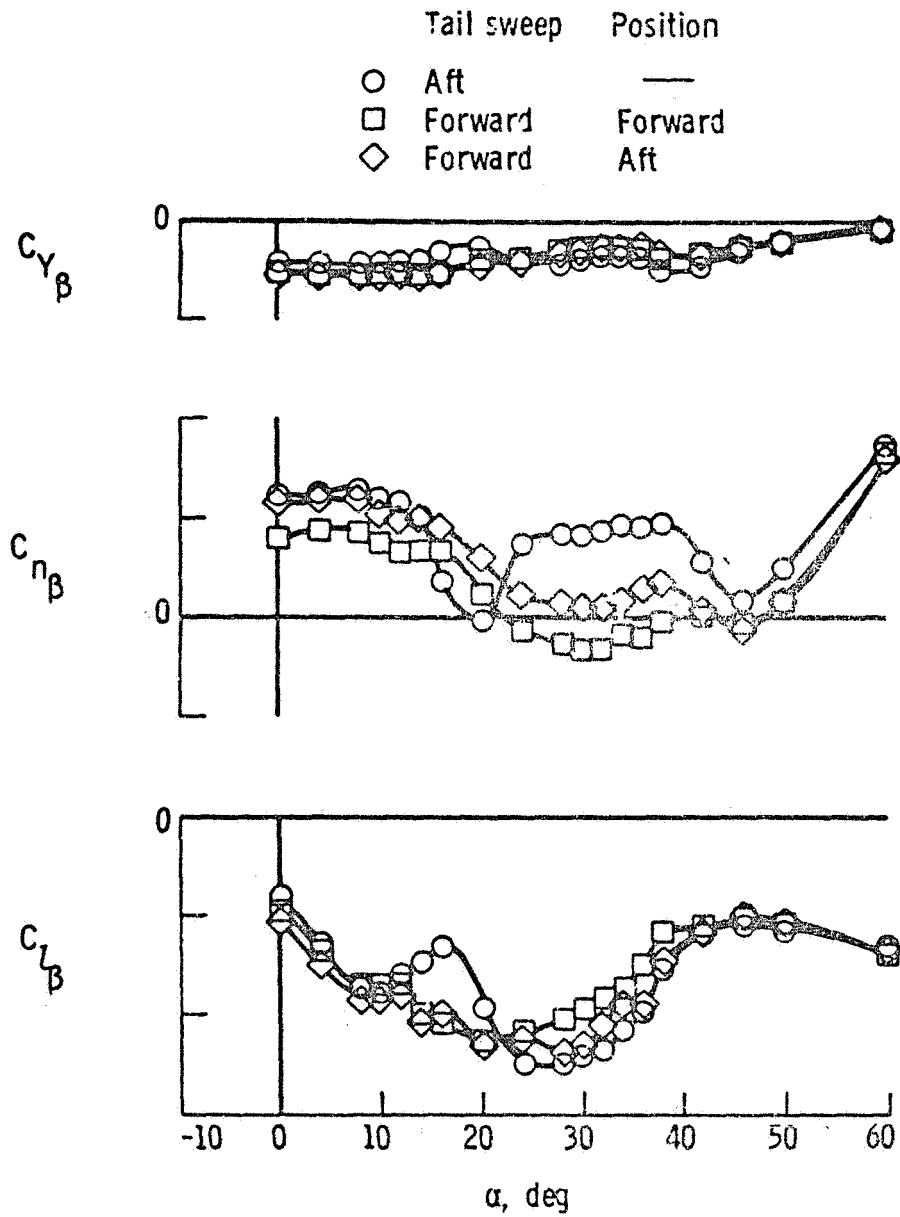 Tail sweep Position
Aft —
Forward Forward
Forward Aft
0
C_Yβ
C_nβ
0
0
C_lβ
-10 0 10 20 30 40 50 60
α, deg